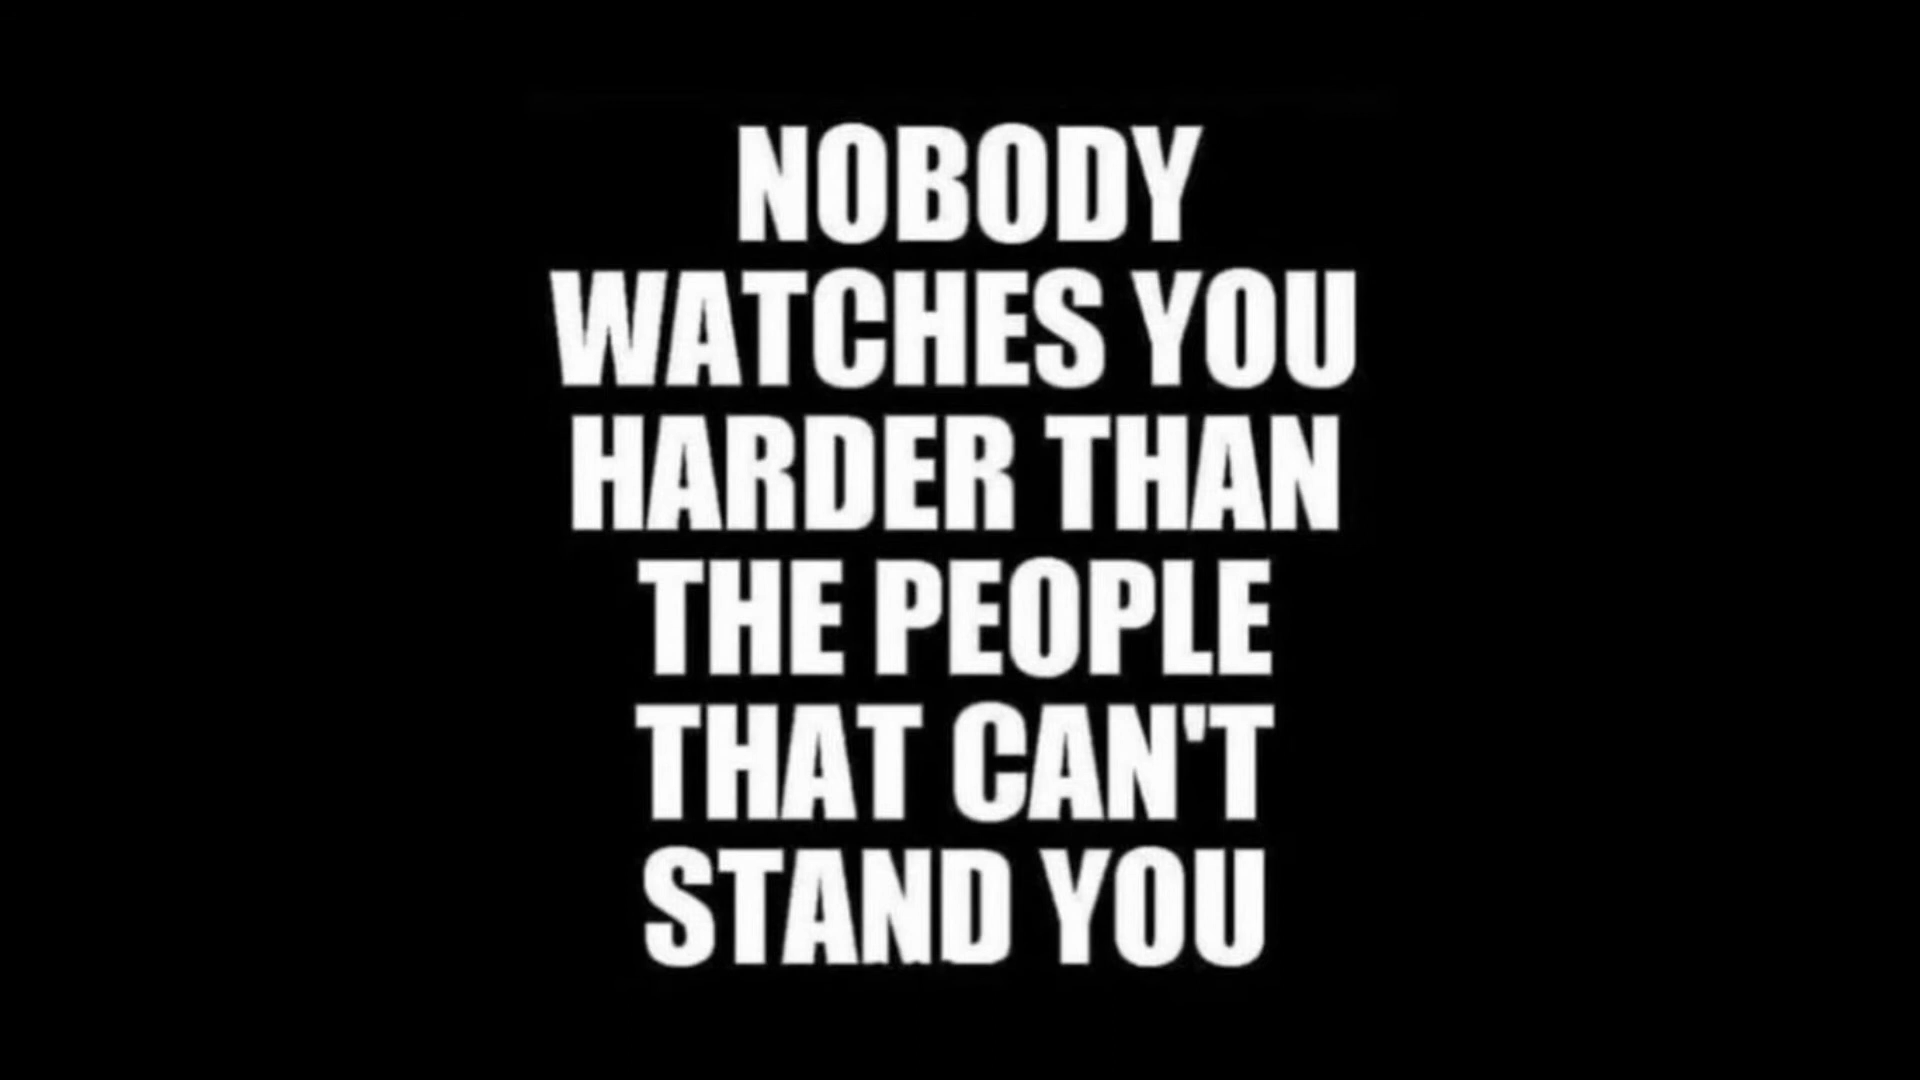 NOBODY
WATCHES YOU
HARDER THAN
THE PEOPLE
THAT CAN'T
STAND YOU